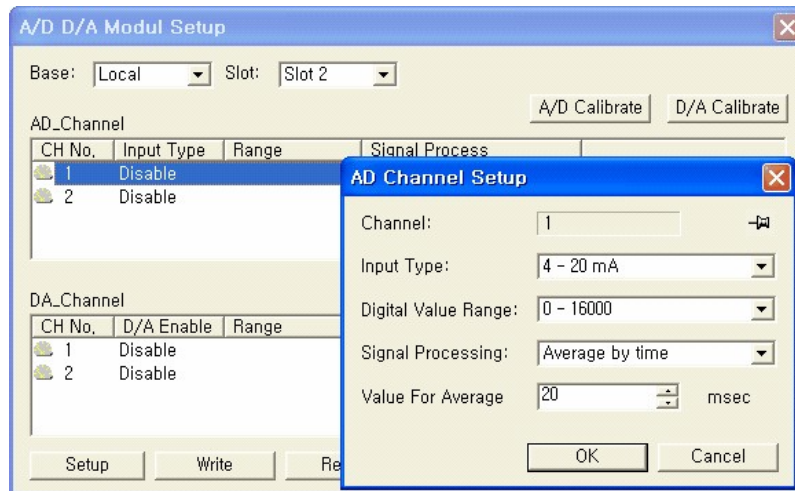 A/D D/A Modul Setup
Base: Local Slot: Slot 2
A/D Calibrate D/A Calibrate
AD_Channel
CH No, Input Type Range Signal Process
1 Disable
2 Disable
AD Channel Setup
Channel: 1
Input Type: 4 - 20 mA
Digital Value Range: 0 - 16000
Signal Processing: Average by time
Value For Average 20 msec
OK Cancel
DA_Channel
CH No, D/A Enable Range
1 Disable
2 Disable
Setup Write